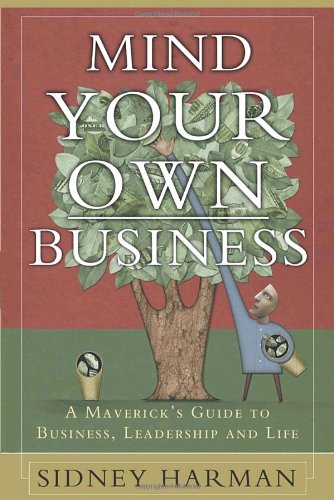 MIND
YOUR
OWN
BUSINESS
A MAVERICK'S GUIDE TO
BUSINESS, LEADERSHIP AND LIFE
SIDNEY HARMAN